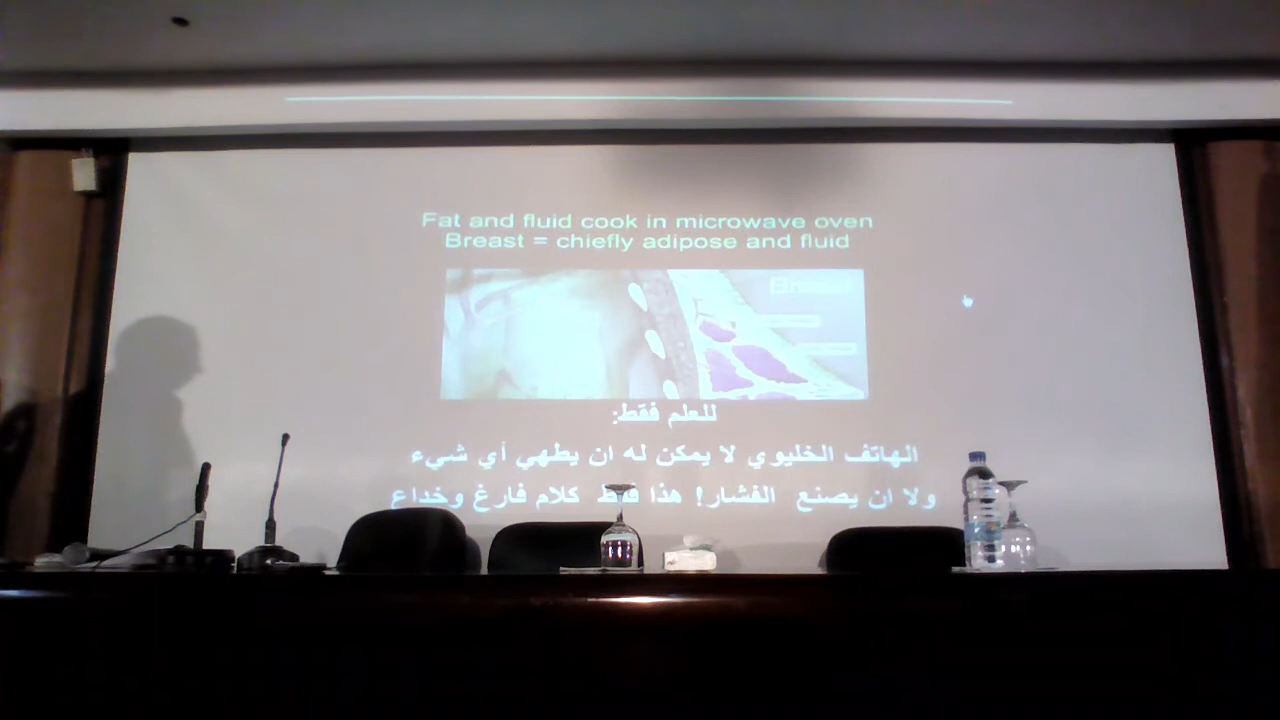 Fat and fluid cook in microwave oven
Breast = chiefly adipose and fluid
للعلم فقط:
الهاتف الخليوي لا يمكن له ان يطهي أي شيء
ولا ان يصنع الفشار! هذا فقط كلام فارغ وخداع